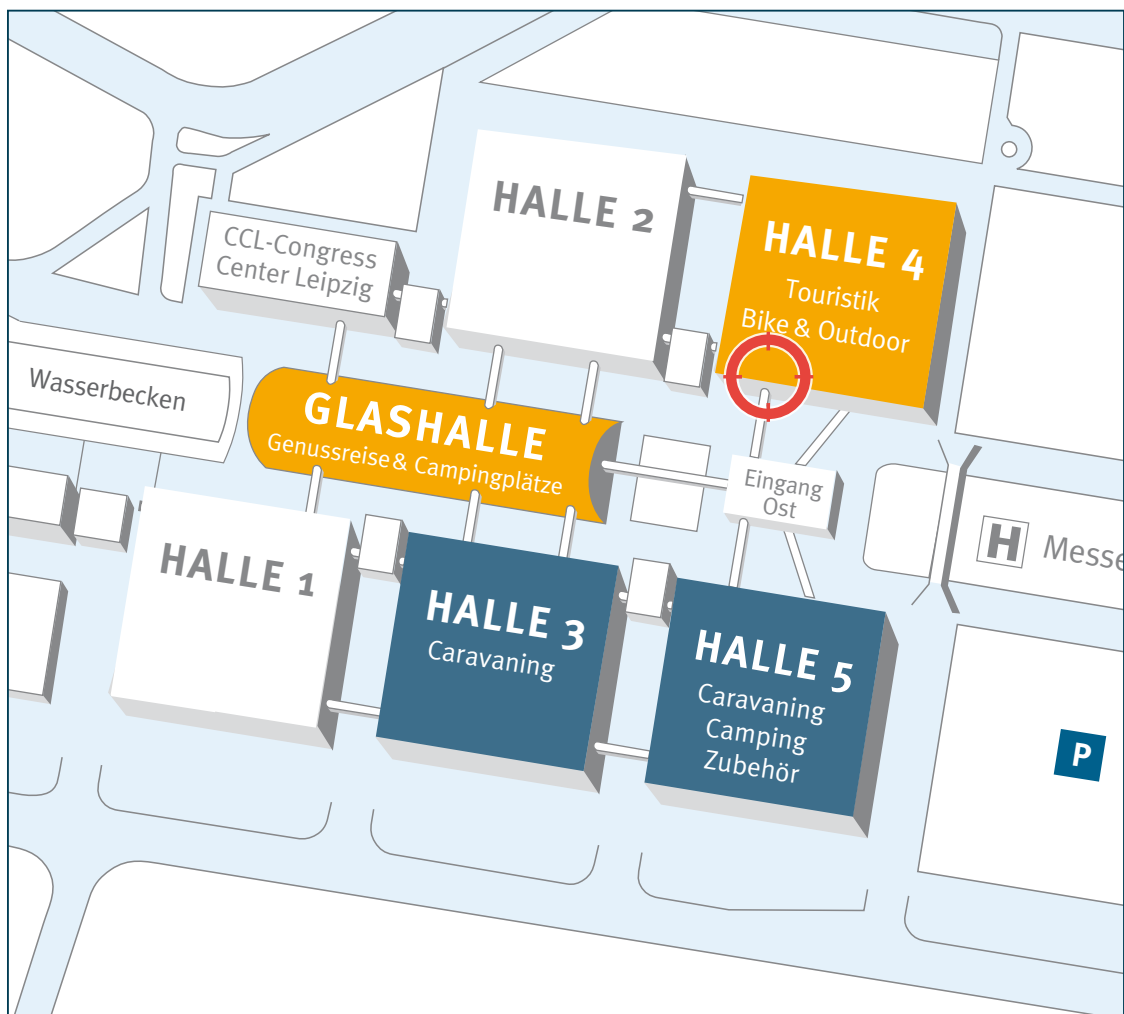 HALLE 2
HALLE 4
Touristik
Bike & Outdoor
CCL-Congress
Center Leipzig
Wasserbecken
GLASHALLE
Genussreise & Campingplätze
Eingang
Ost
H Messe
HALLE 1
HALLE 3
Caravaning
HALLE 5
Caravaning
Camping
Zubehör
P